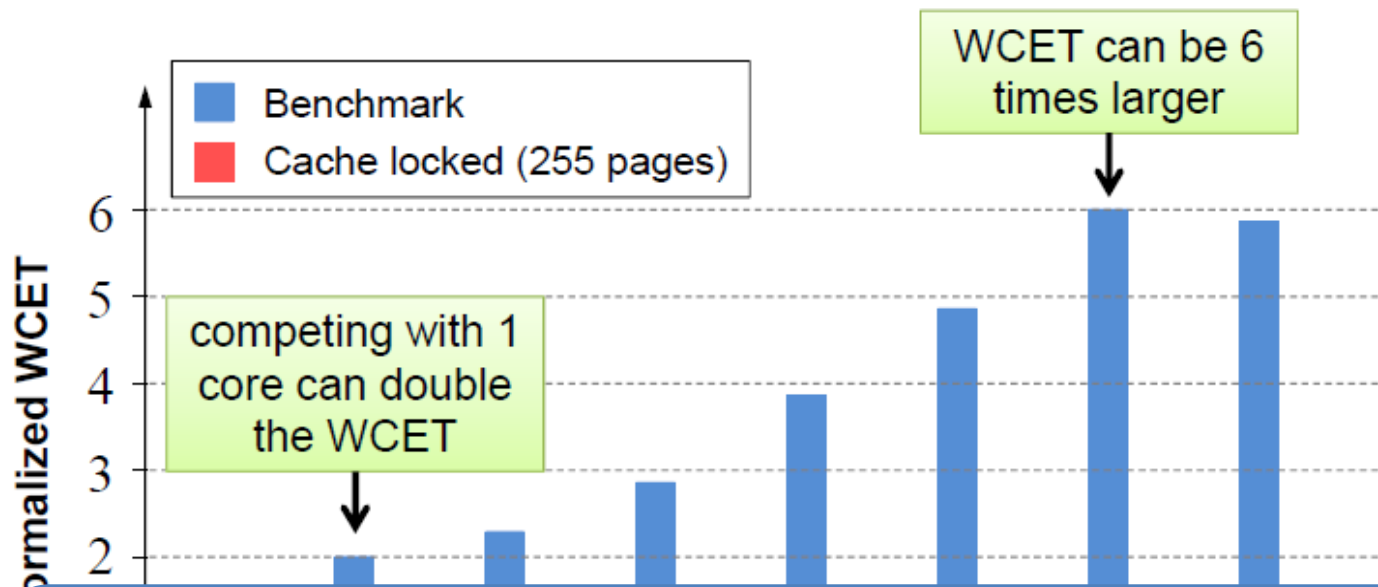 WCET can be 6
times larger
Benchmark
Cache locked (255 pages)
6
5
competing with 1
core can double
the WCET
4
3
2
ormalized WCET